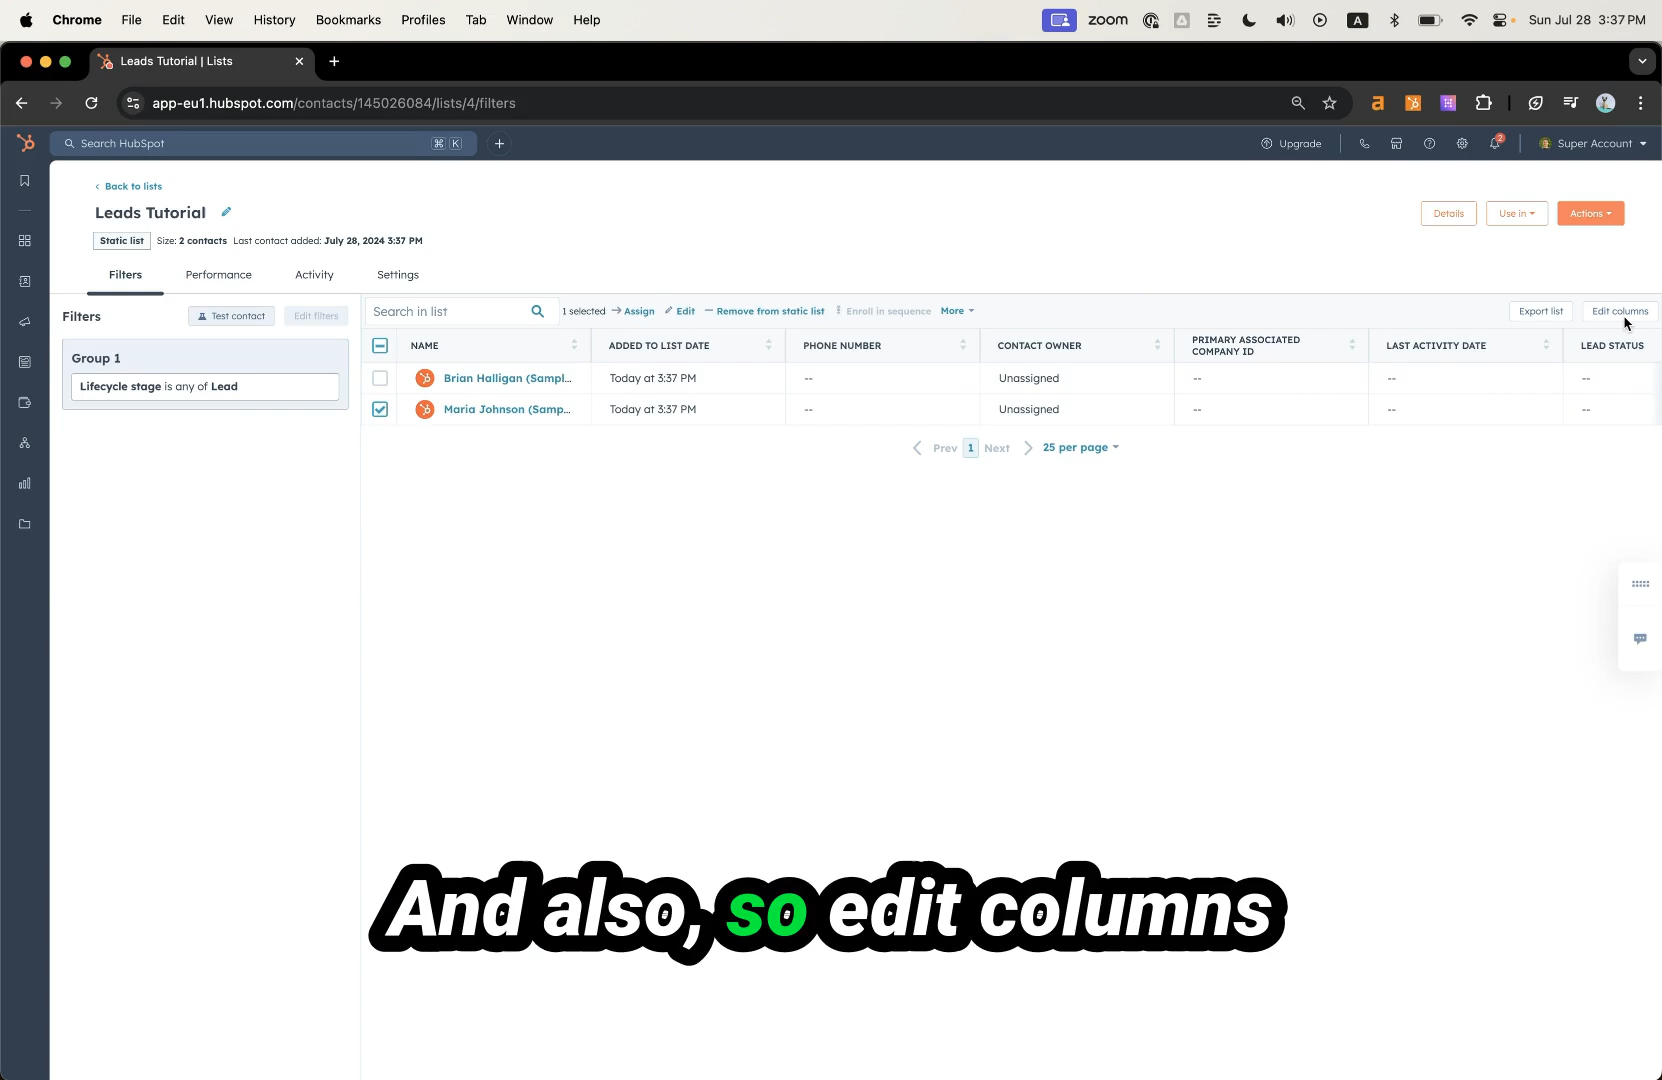 Chrome File Edit View History Bookmarks Profiles Tab Window Help zoom A Sun Jul 28 3:37 PM
Leads Tutorial | Lists
app-eu1.hubspot.com/contacts/145026084/lists/4/filters
Search HubSpot ⌘ K Upgrade 2 Super Account
Back to lists
Leads Tutorial Details Use in Actions
Static list Size: 2 contacts Last contact added: July 28, 2024 3:37 PM
Filters Performance Activity Settings
Filters Test contact Edit filters
Search in list 1 selected Assign Edit Remove from static list Enroll in sequence More Export list Edit columns
NAME ADDED TO LIST DATE PHONE NUMBER CONTACT OWNER PRIMARY ASSOCIATED COMPANY ID LAST ACTIVITY DATE LEAD STATUS
Group 1
Lifecycle stage is any of Lead
Brian Halligan (Sampl... Today at 3:37 PM -- Unassigned -- -- --
Maria Johnson (Samp... Today at 3:37 PM -- Unassigned -- -- --
Prev 1 Next 25 per page
And also, so edit columns